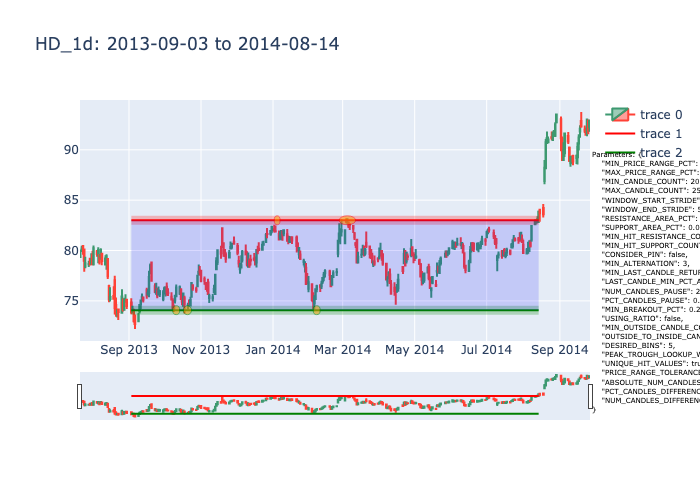 HD_1d: 2013-09-03 to 2014-08-14
90
85
80
75
Sep 2013
Nov 2013
Jan 2014
Mar 2014
May 2014
Jul 2014
Sep 2014
trace 0
trace 1
trace 2
Parameters: {
"MIN_PRICE_RANGE_PCT":
"MAX_PRICE_RANGE_PCT":
"MIN_CANDLE_COUNT": 20
"MAX_CANDLE_COUNT": 25
"WINDOW_START_STRIDE"
"WINDOW_END_STRIDE": 5
"RESISTANCE_AREA_PCT":
"SUPPORT_AREA_PCT": 0.0
"MIN_HIT_RESISTANCE_CO
"MIN_HIT_SUPPORT_COUN
"CONSIDER_PIN": false,
"MIN_ALTERNATION": 3,
"MIN_LAST_CANDLE_RETU
"LAST_CANDLE_MIN_PCT_A
"NUM_CANDLES_PAUSE": 2
"PCT_CANDLES_PAUSE": 0.
"MIN_BREAKOUT_PCT": 0.2
"USING_RATIO": false,
"MIN_OUTSIDE_CANDLE_CO
"OUTSIDE_TO_INSIDE_CAN
"DESIRED_BINS": 5,
"PEAK_TROUGH_LOOKUP_W
"UNIQUE_HIT_VALUES": tru
"PRICE_RANGE_TOLERANC
"ABSOLUTE_NUM_CANDLES
"PCT_CANDLES_DIFFERENC
"NUM_CANDLES_DIFFEREN
}